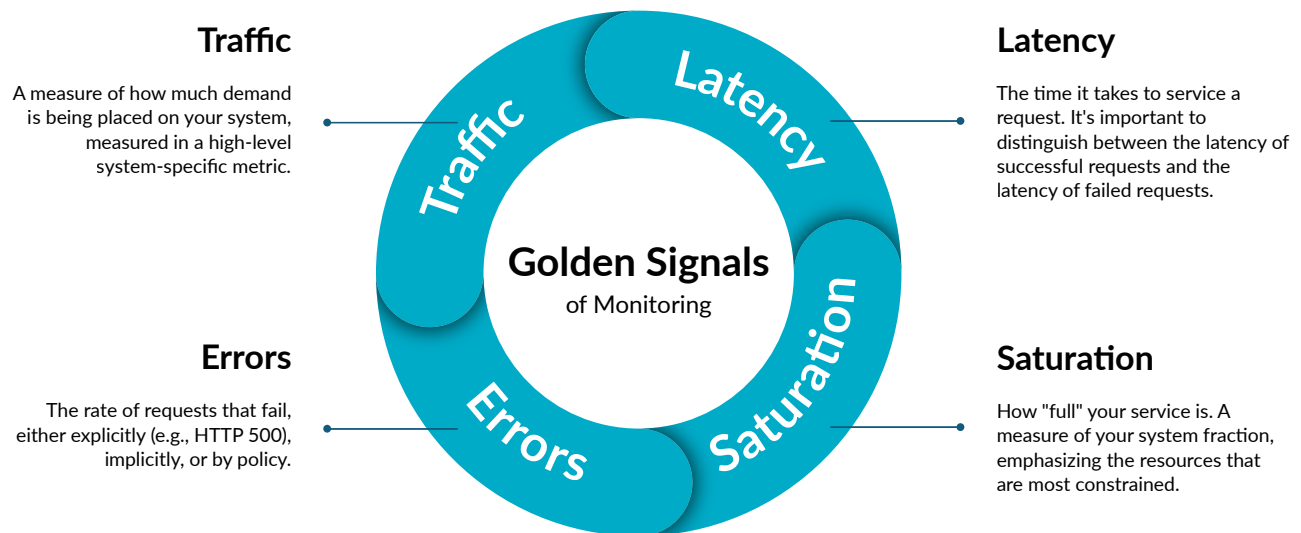 Traffic
A measure of how much demand
is being placed on your system,
measured in a high-level
system-specific metric.
Latency
The time it takes to service a
request. It's important to
distinguish between the latency of
successful requests and the
latency of failed requests.
Traffic
Latency
Golden Signals
of Monitoring
Errors
Saturation
Errors
The rate of requests that fail,
either explicitly (e.g., HTTP 500),
implicitly, or by policy.
Saturation
How "full" your service is. A
measure of your system fraction,
emphasizing the resources that
are most constrained.